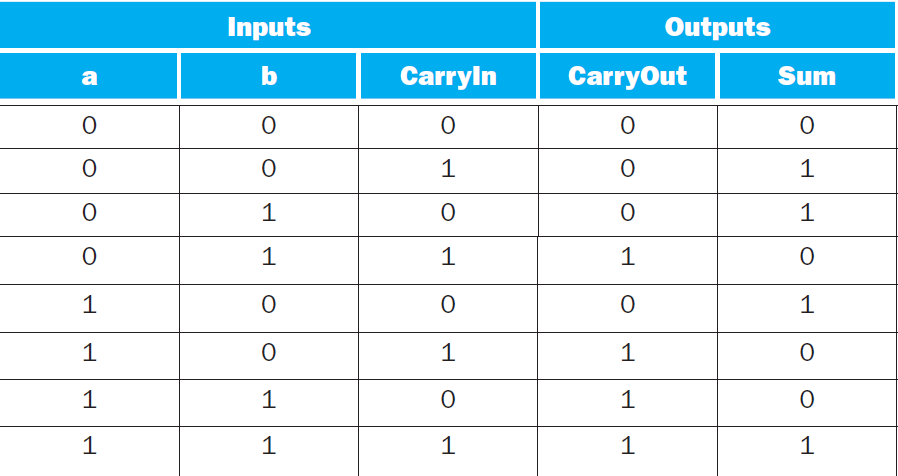 Inputs Outputs
a b CarryIn CarryOut Sum
0 0 0 0 0
0 0 1 0 1
0 1 0 0 1
0 1 1 1 0
1 0 0 0 1
1 0 1 1 0
1 1 0 1 0
1 1 1 1 1